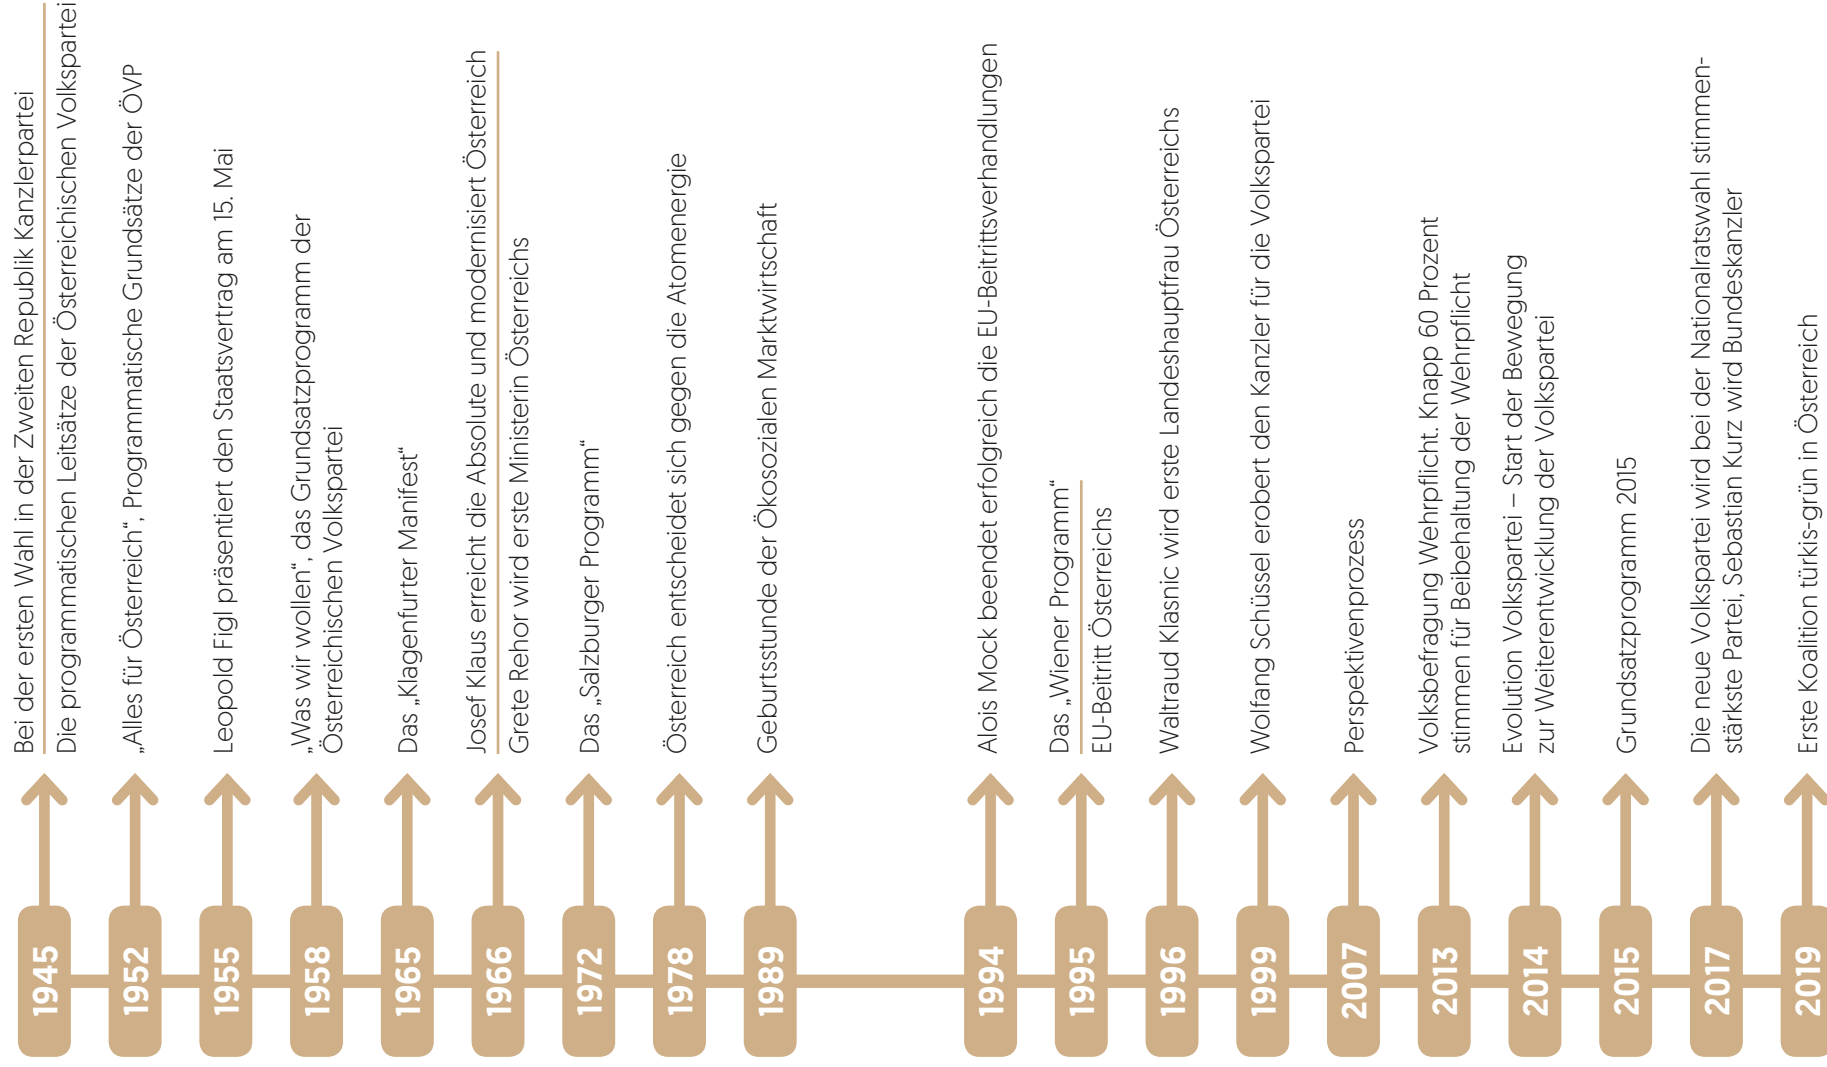 1945
Bei der ersten Wahl in der Zweiten Republik Kanzlerpartei
Die programmatischen Leitsätze der Österreichischen Volkspartei
1952
„Alles für Österreich“, Programmatische Grundsätze der ÖVP
1955
Leopold Figl präsentiert den Staatsvertrag am 15. Mai
1958
„Was wir wollen“, das Grundsatzprogramm der
Österreichischen Volkspartei
1965
Das „Klagenfurter Manifest“
1966
Josef Klaus erreicht die Absolute und modernisiert Österreich
Grete Rehor wird erste Ministerin Österreichs
1972
Das „Salzburger Programm“
1978
Österreich entscheidet sich gegen die Atomenergie
1989
Geburtsstunde der Ökosozialen Marktwirtschaft
1994
Alois Mock beendet erfolgreich die EU-Beitrittsverhandlungen
1995
Das „Wiener Programm“
EU-Beitritt Österreichs
1996
Waltraud Klasnic wird erste Landeshauptfrau Österreichs
1999
Wolfang Schüssel erobert den Kanzler für die Volkspartei
2007
Perspektivenprozess
2013
Volksbefragung Wehrpflicht. Knapp 60 Prozent
stimmen für Beibehaltung der Wehrpflicht
2014
Evolution Volkspartei – Start der Bewegung
zur Weiterentwicklung der Volkspartei
2015
Grundsatzprogramm 2015
2017
Die neue Volkspartei wird bei der Nationalratswahl stimmen-
stärkste Partei, Sebastian Kurz wird Bundeskanzler
2019
Erste Koalition türkis-grün in Österreich